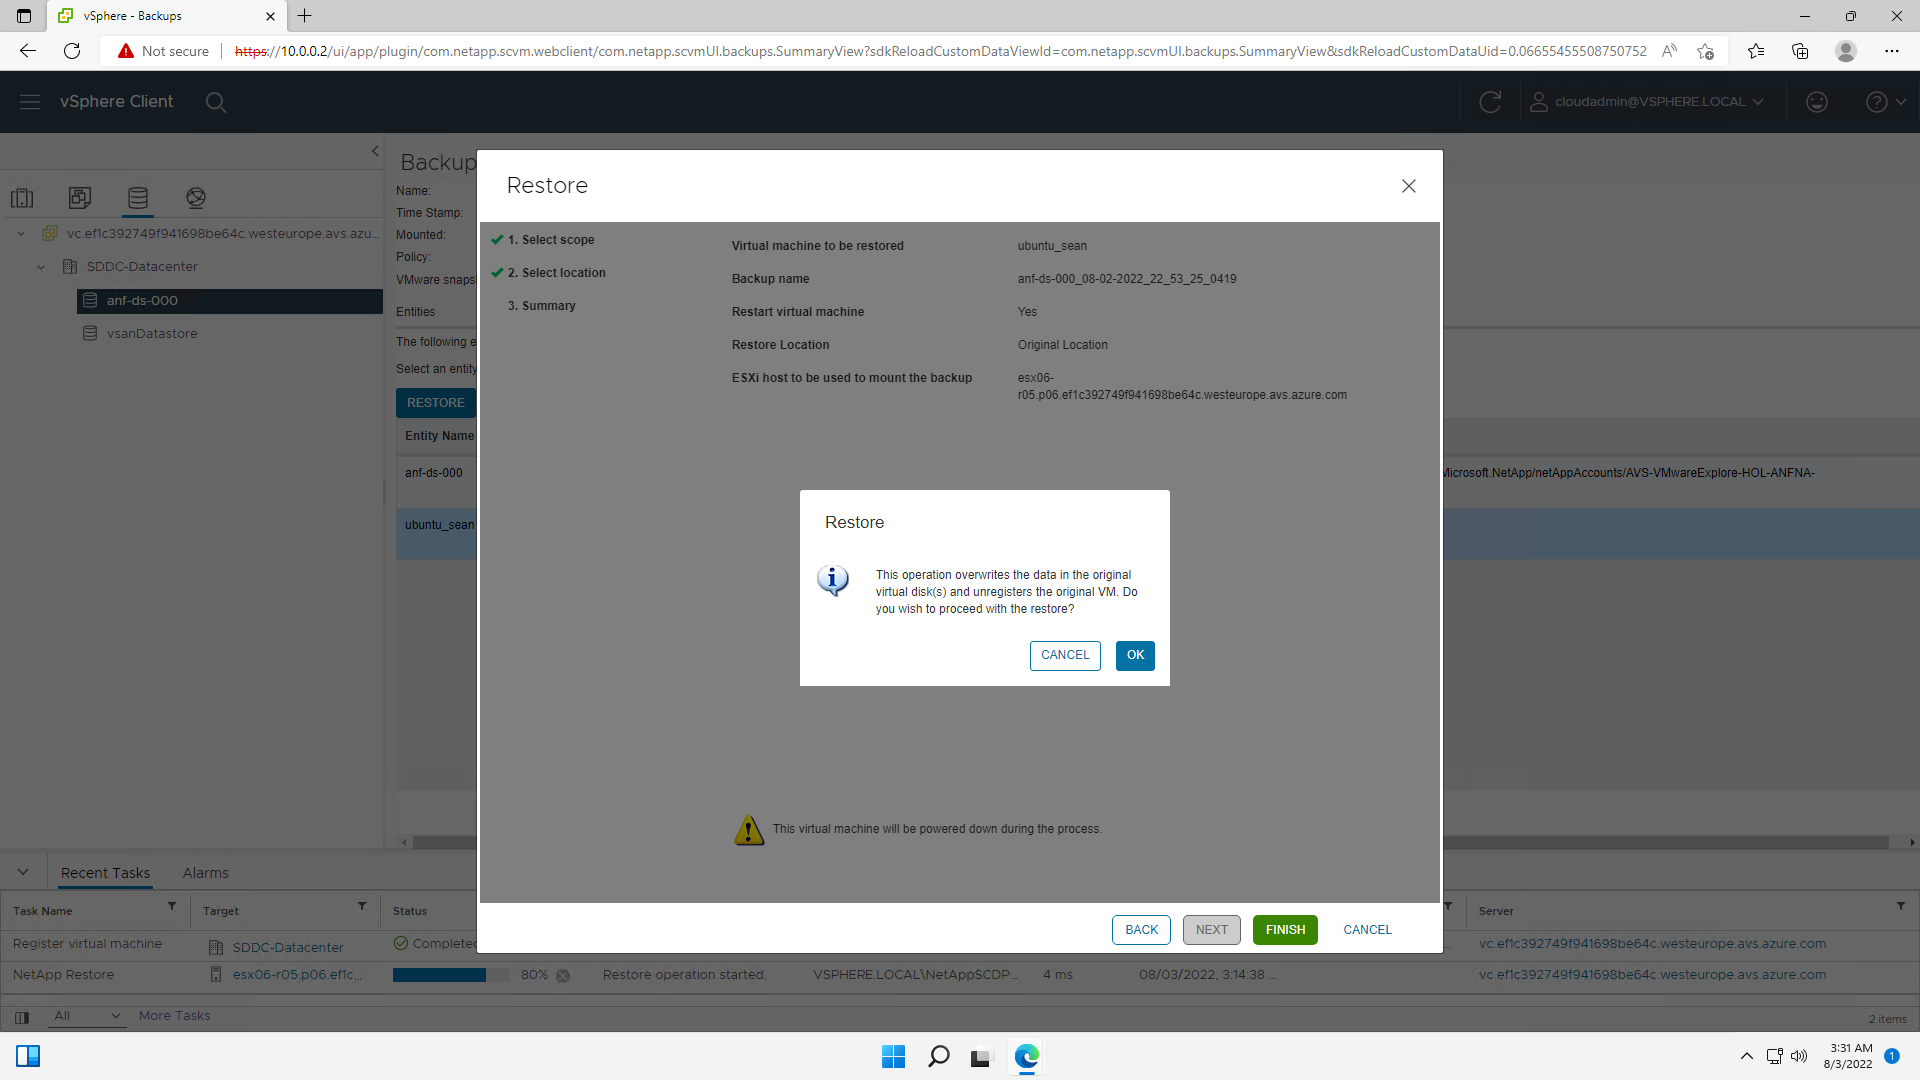 vSphere - Backups
Not secure
https://10.0.0.2/ui/app/plugin/com.netapp.scvm.webclient/com.netapp.scvmUI.backups.SummaryView?sdkReloadCustomDataViewId=com.netapp.scvmUI.backups.SummaryView&sdkReloadCustomDataUid=0.06655455508750752
vSphere Client
cloudadmin@VSPHERE.LOCAL
Backup
Name:
Time Stamp:
Mounted:
Policy:
VMware snaps
Entities
The following e
Select an entity
RESTORE
Entity Name
anf-ds-000
Microsoft.NetApp/netAppAccounts/AVS-VMwareExplore-HOL-ANFNA-
ubuntu_sean
vc.ef1c392749f941698be64c.westeurope.avs.azu...
SDDC-Datacenter
anf-ds-000
vsanDatastore
Restore
1. Select scope
2. Select location
3. Summary
Virtual machine to be restored
ubuntu_sean
Backup name
anf-ds-000_08-02-2022_22_53_25_0419
Restart virtual machine
Yes
Restore Location
Original Location
ESXi host to be used to mount the backup
esx06-
r05.p06.ef1c392749f941698be64c.westeurope.avs.azure.com
Restore
This operation overwrites the data in the original
virtual disk(s) and unregisters the original VM. Do
you wish to proceed with the restore?
CANCEL
OK
This virtual machine will be powered down during the process.
BACK
NEXT
FINISH
CANCEL
Recent Tasks
Alarms
Task Name
Target
Status
Server
Register virtual machine
SDDC-Datacenter
Completed
vc.ef1c392749f941698be64c.westeurope.avs.azure.com
NetApp Restore
esx06-r05.p06.ef1c...
80%
Restore operation started.
VSPHERE.LOCAL\NetAppSCDP...
4 ms
08/03/2022, 3:14:38 ...
vc.ef1c392749f941698be64c.westeurope.avs.azure.com
All
More Tasks
2 items
3:31 AM
8/3/2022
1